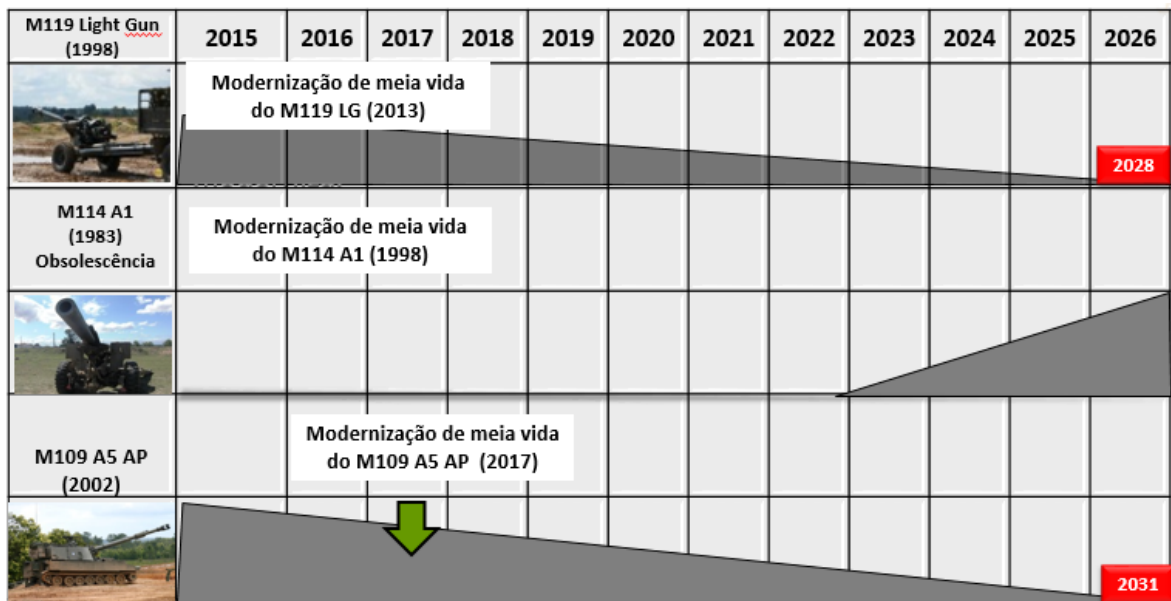 M119 Light Gun
(1998)
2015 2016 2017 2018 2019 2020 2021 2022 2023 2024 2025 2026
Modernização de meia vida
do M119 LG (2013)
2028
M114 A1
(1983)
Obsolescência
Modernização de meia vida
do M114 A1 (1998)
M109 A5 AP
(2002)
Modernização de meia vida
do M109 A5 AP (2017)
2031